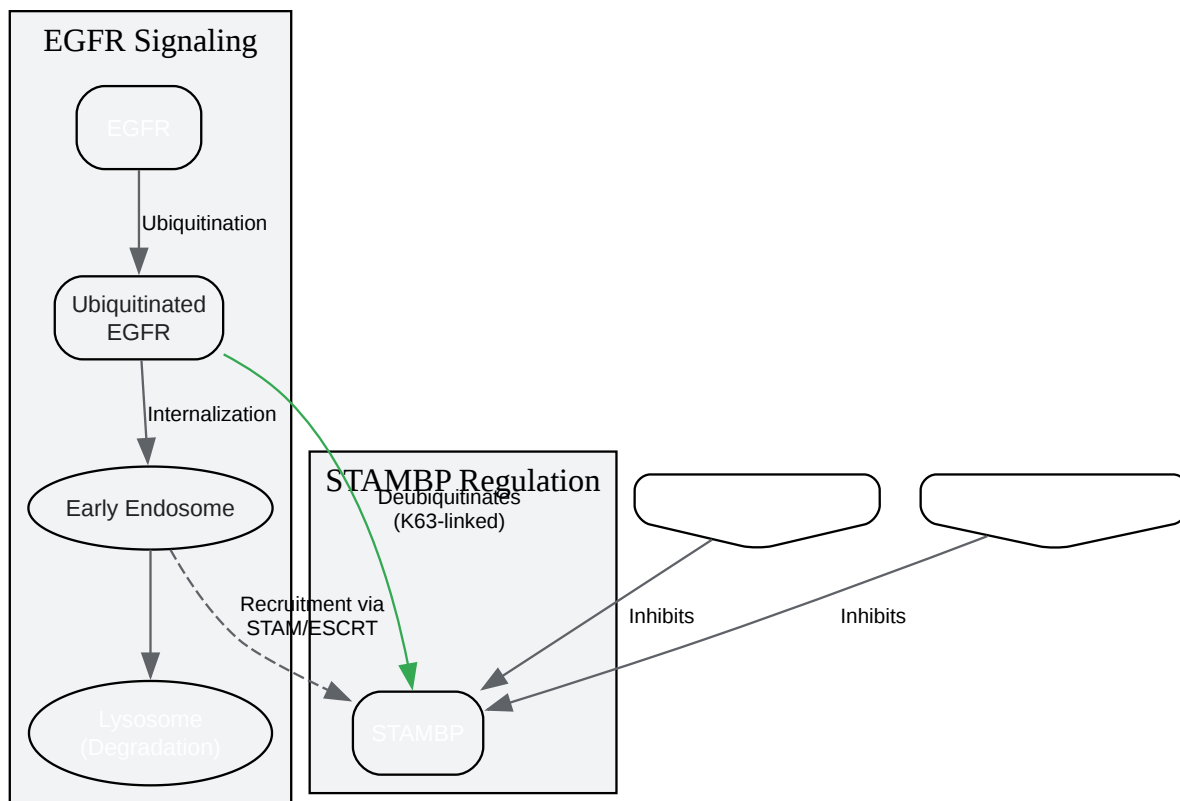 EGFR Signaling
EGFR
Ubiquitination
Ubiquitinated
EGFR
Internalization
Early Endosome
STAMBP Regulation
Deubiquitinates
(K63-linked)
Recruitment via
STAM/ESCRT
Inhibits
Inhibits
Lysosome
(Degradation)
STAMBP